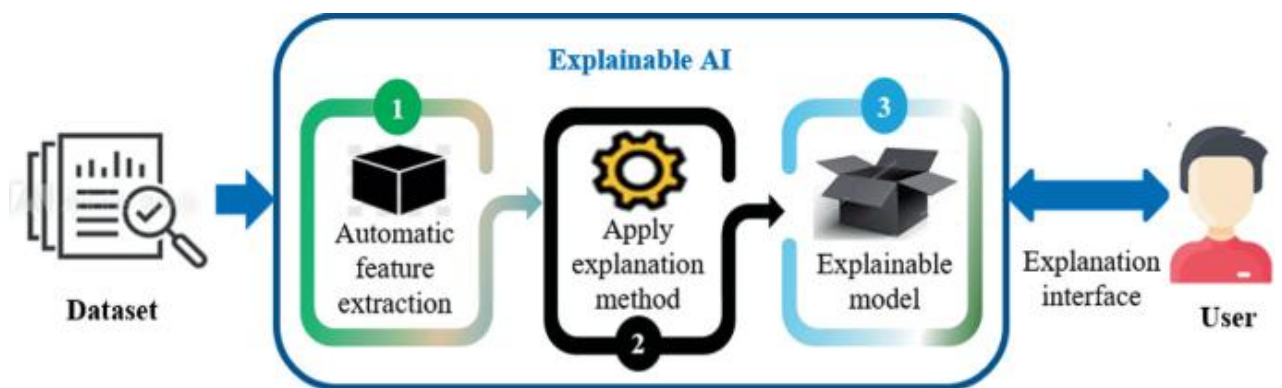 Explainable AI
1
Automatic
feature
extraction
Apply
explanation
method
2
3
Explainable
model
Dataset
Explanation
interface
User